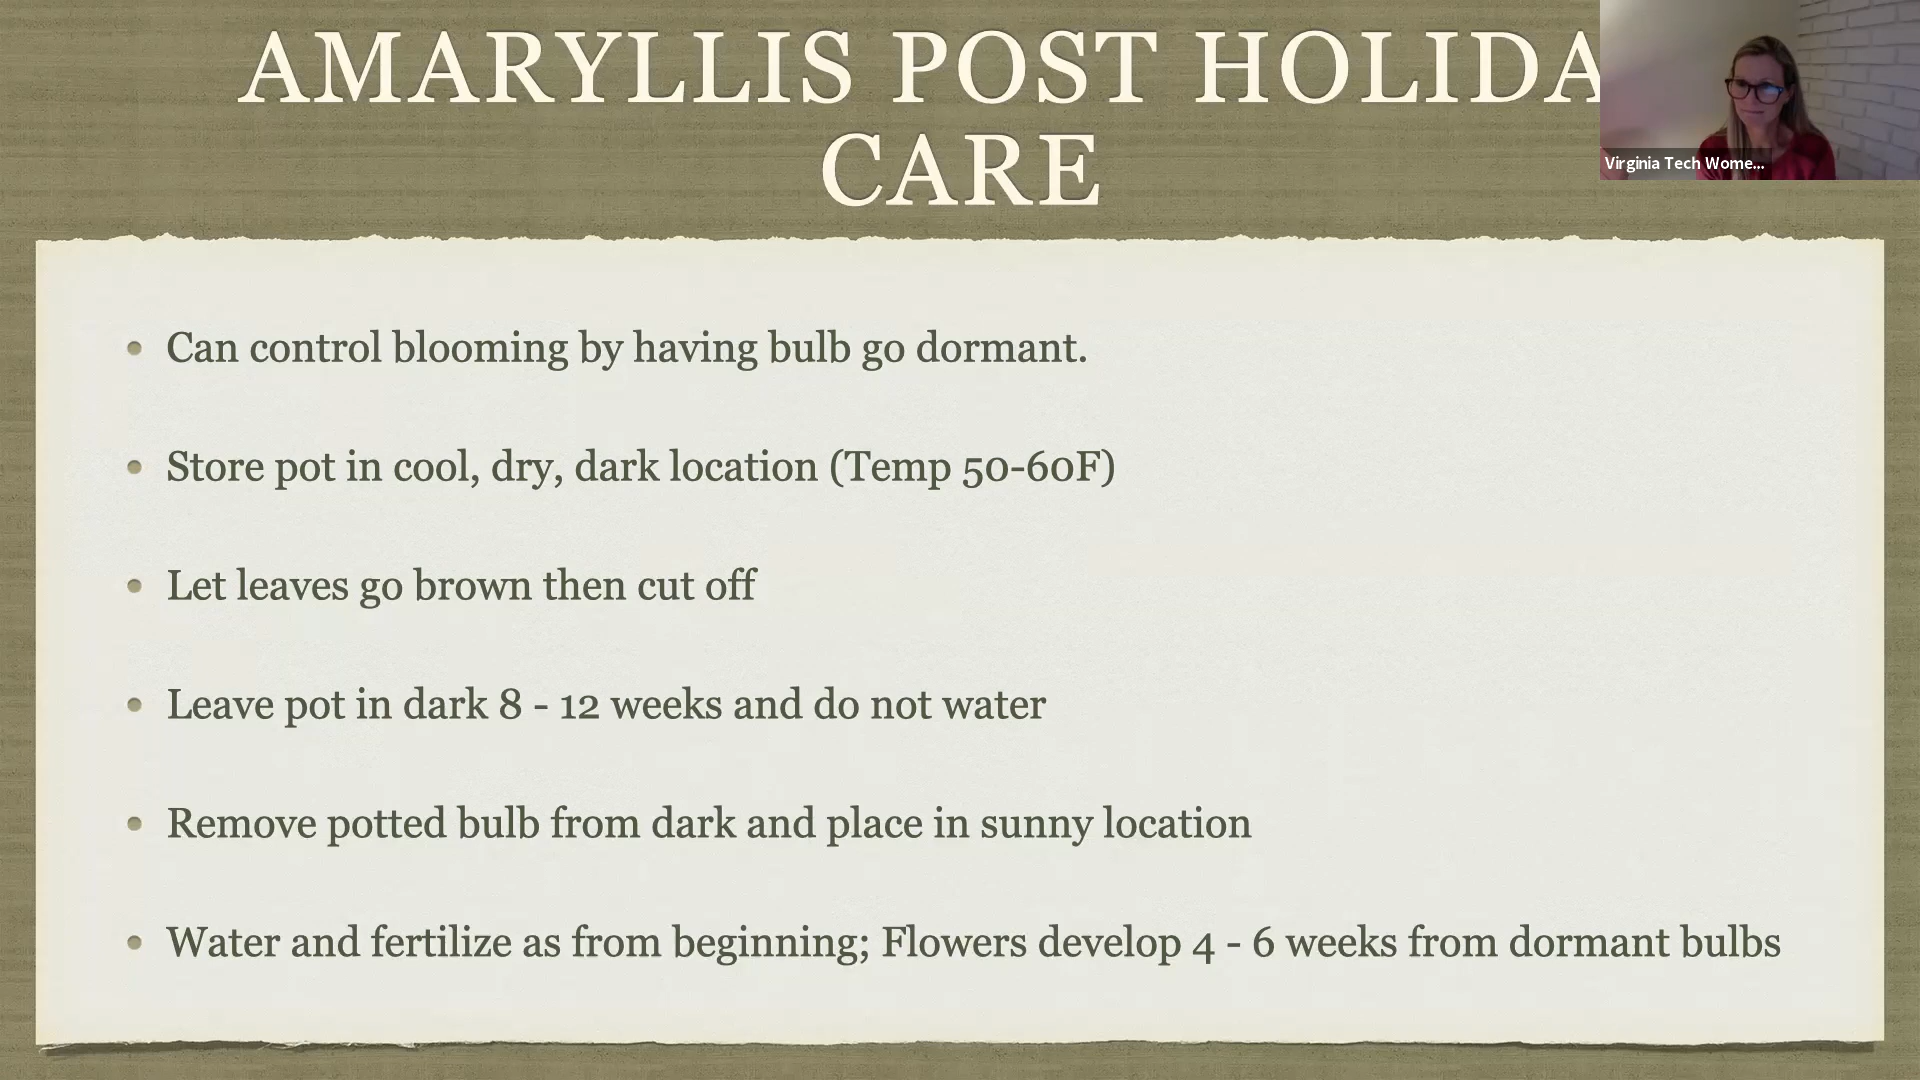 AMARYLLIS POST HOLIDA
CARE
Virginia Tech Wome...
• Can control blooming by having bulb go dormant.
• Store pot in cool, dry, dark location (Temp 50-60F)
• Let leaves go brown then cut off
• Leave pot in dark 8 - 12 weeks and do not water
• Remove potted bulb from dark and place in sunny location
• Water and fertilize as from beginning; Flowers develop 4 - 6 weeks from dormant bulbs